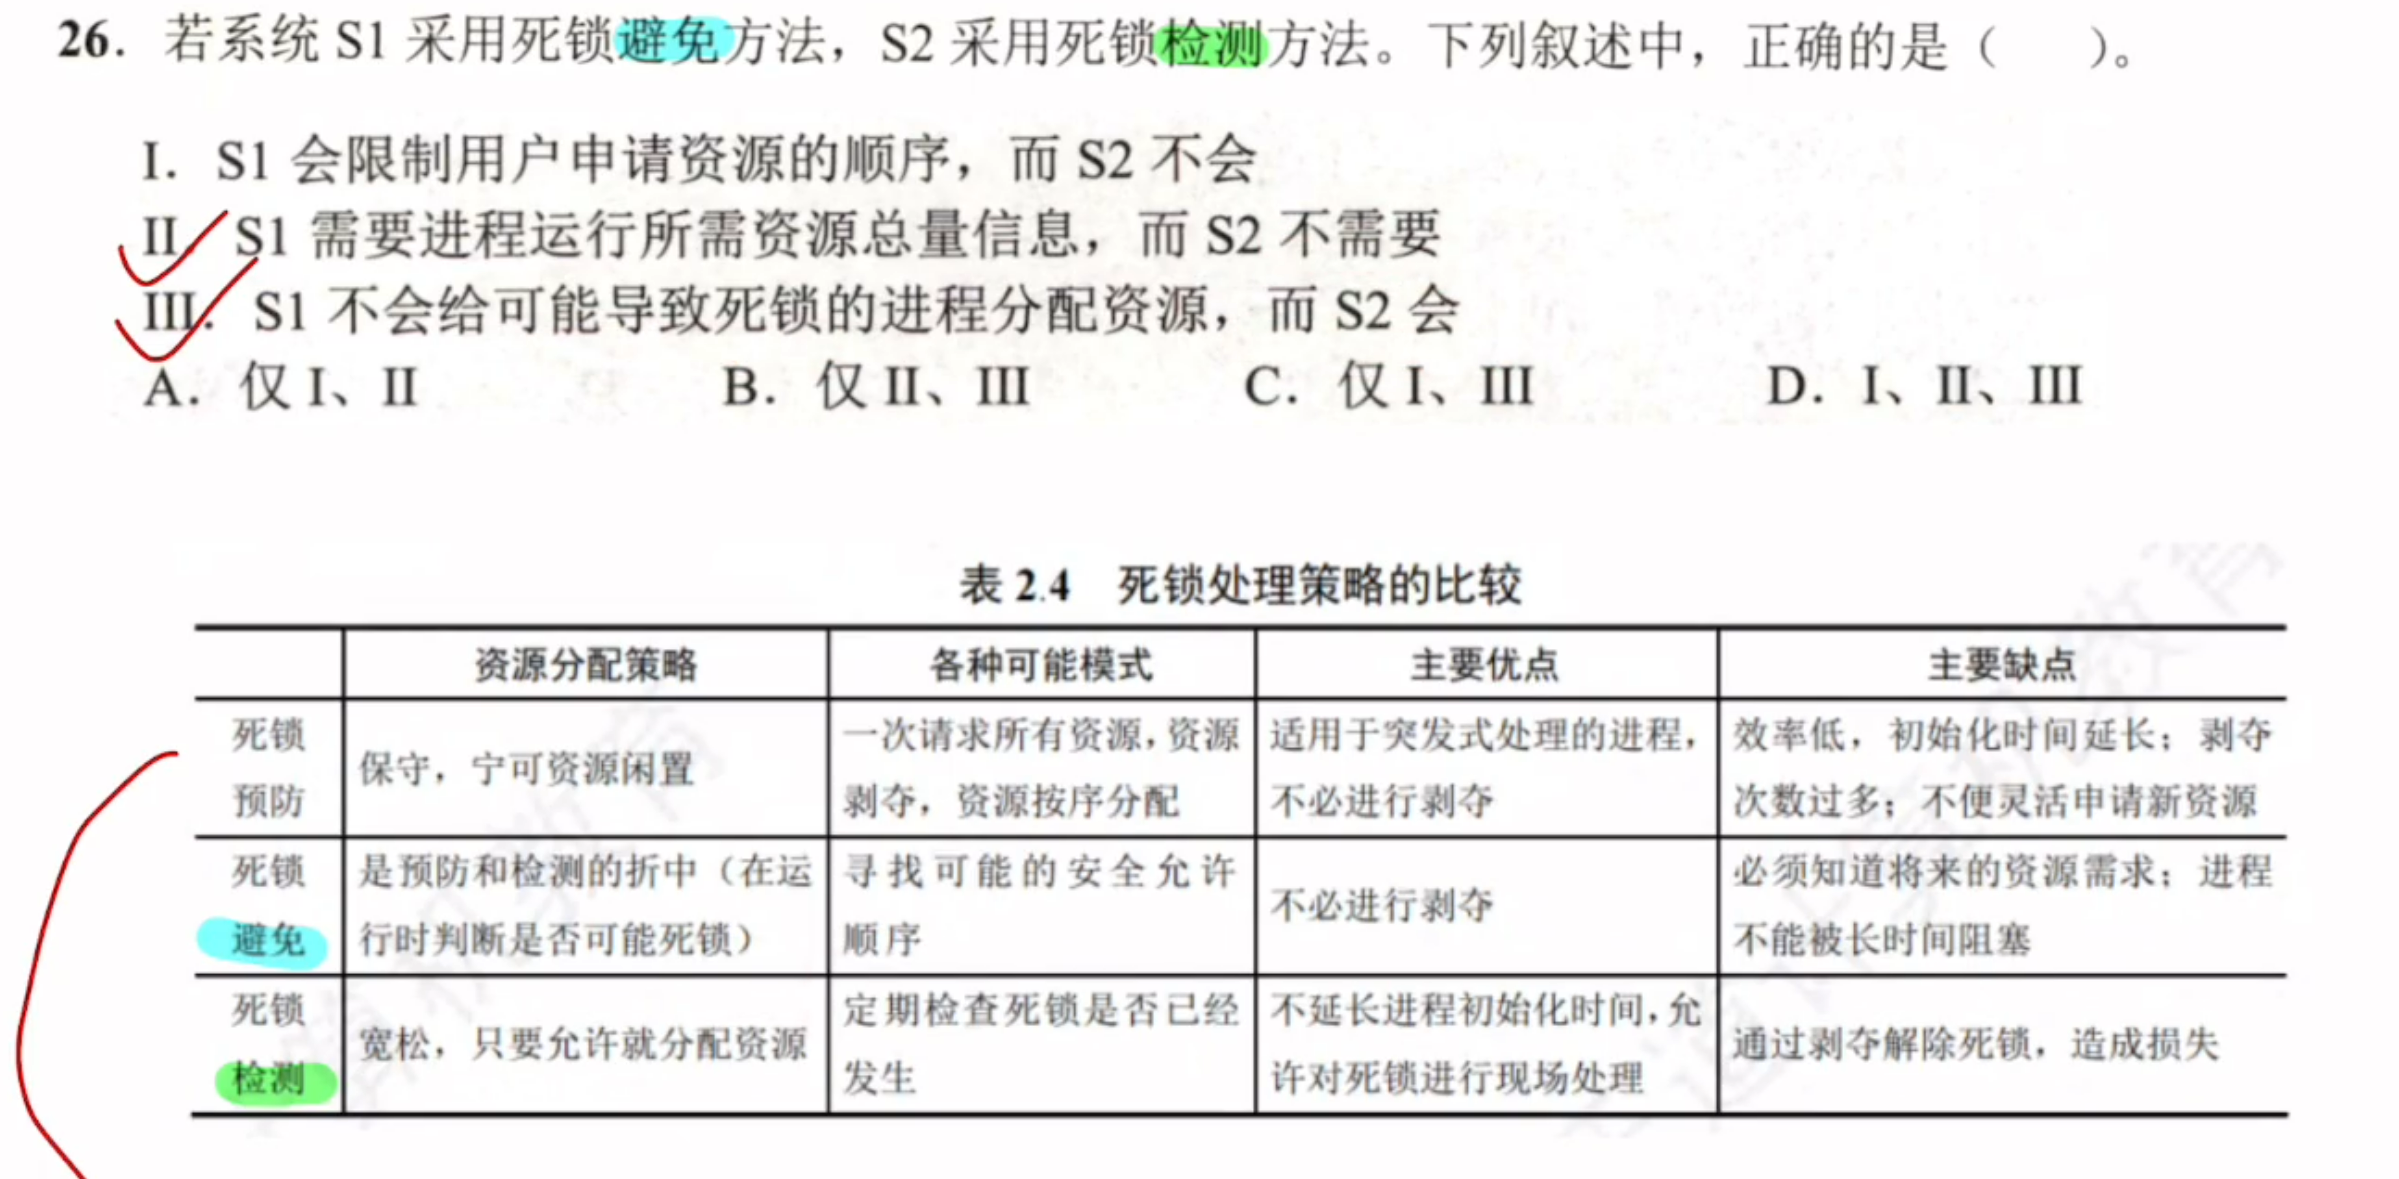 26．若系统 S1 采用死锁避免方法，S2 采用死锁检测方法。下列叙述中，正确的是（　　）。
I．S1 会限制用户申请资源的顺序，而 S2 不会
II．S1 需要进程运行所需资源总量信息，而 S2 不需要
III．S1 不会给可能导致死锁的进程分配资源，而 S2 会
A．仅 I、II　　B．仅 II、III　　C．仅 I、III　　D．I、II、III
表 2.4　死锁处理策略的比较
资源分配策略　各种可能模式　主要优点　主要缺点
死锁
预防
保守，宁可资源闲置
一次请求所有资源，资源
剥夺，资源按序分配
适用于突发式处理的进程，
不必进行剥夺
效率低，初始化时间延长；剥夺
次数过多；不便灵活申请新资源
死锁
避免
是预防和检测的折中（在运
行时判断是否可能死锁）
寻找可能的安全允许
顺序
不必进行剥夺
必须知道将来的资源需求；进程
不能被长时间阻塞
死锁
检测
宽松，只要允许就分配资源
定期检查死锁是否已经
发生
不延长进程初始化时间，允
许对死锁进行现场处理
通过剥夺解除死锁，造成损失